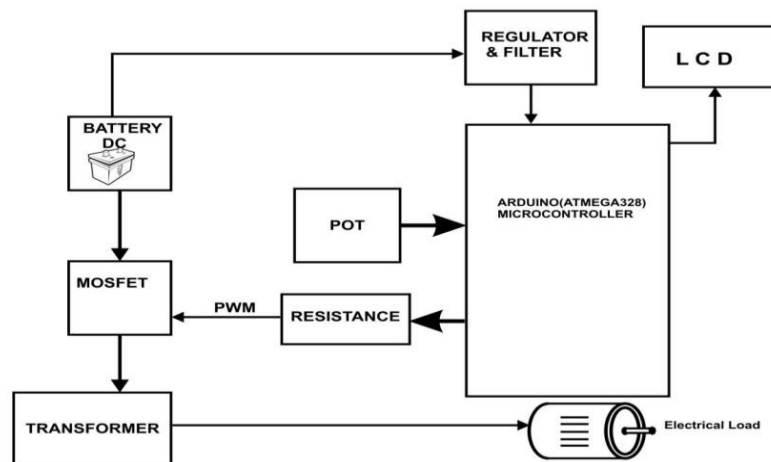 REGULATOR
& FILTER
L C D
BATTERY
DC
ARDUINO(ATMEGA328)
MICROCONTROLLER
POT
MOSFET
PWM
RESISTANCE
TRANSFORMER
Electrical Load